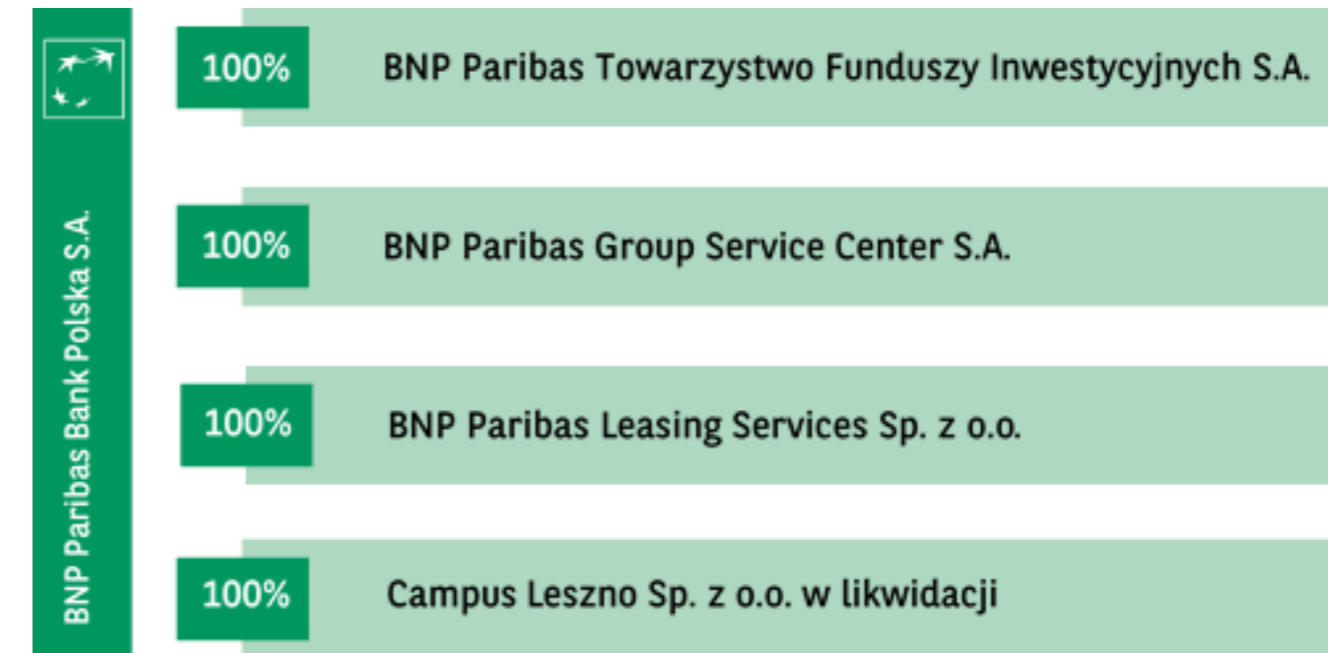 BNP Paribas Bank Polska S.A.
100% BNP Paribas Towarzystwo Funduszy Inwestycyjnych S.A.
100% BNP Paribas Group Service Center S.A.
100% BNP Paribas Leasing Services Sp. z o.o.
100% Campus Leszno Sp. z o.o. w likwidacji